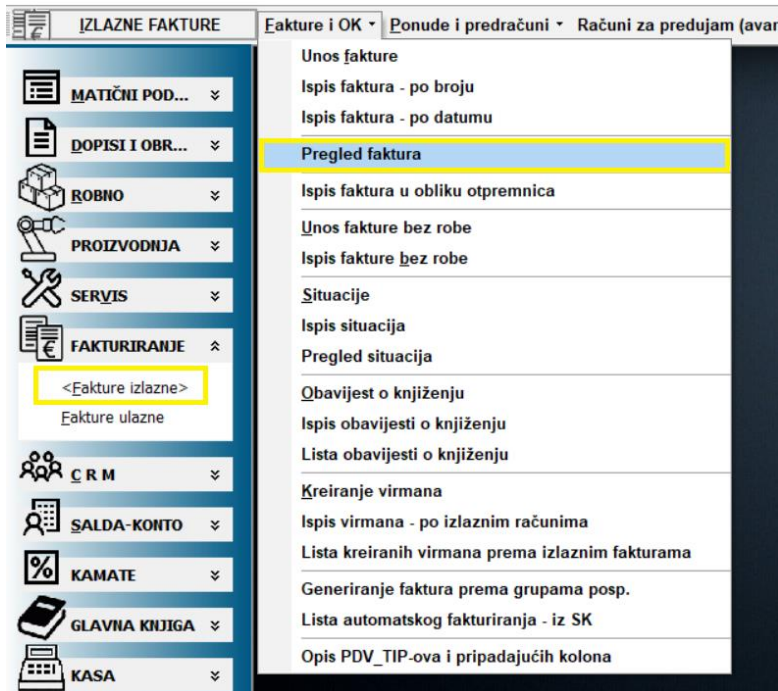 IZLAZNE FAKTURE
Fakture i OK
Ponude i predračuni
Računi za predujam (avan
MATIČNI POD...
DOPISI I OBR...
ROBNO
PROIZVODNJA
SERVIS
FAKTURIRANJE
<Fakture izlazne>
Fakture ulazne
C R M
SALDA-KONTO
KAMATE
GLAVNA KNJIGA
KASA
Unos fakture
Ispis faktura - po broju
Ispis faktura - po datumu
Pregled faktura
Ispis faktura u obliku otpremnica
Unos fakture bez robe
Ispis fakture bez robe
Situacije
Ispis situacija
Pregled situacija
Obavijest o knjiženju
Ispis obavijesti o knjiženju
Lista obavijesti o knjiženju
Kreiranje virmana
Ispis virmana - po izlaznim računima
Lista kreiranih virmana prema izlaznim fakturama
Generiranje faktura prema grupama posp.
Lista automatskog fakturiranja - iz SK
Opis PDV_TIP-ova i pripadajućih kolona